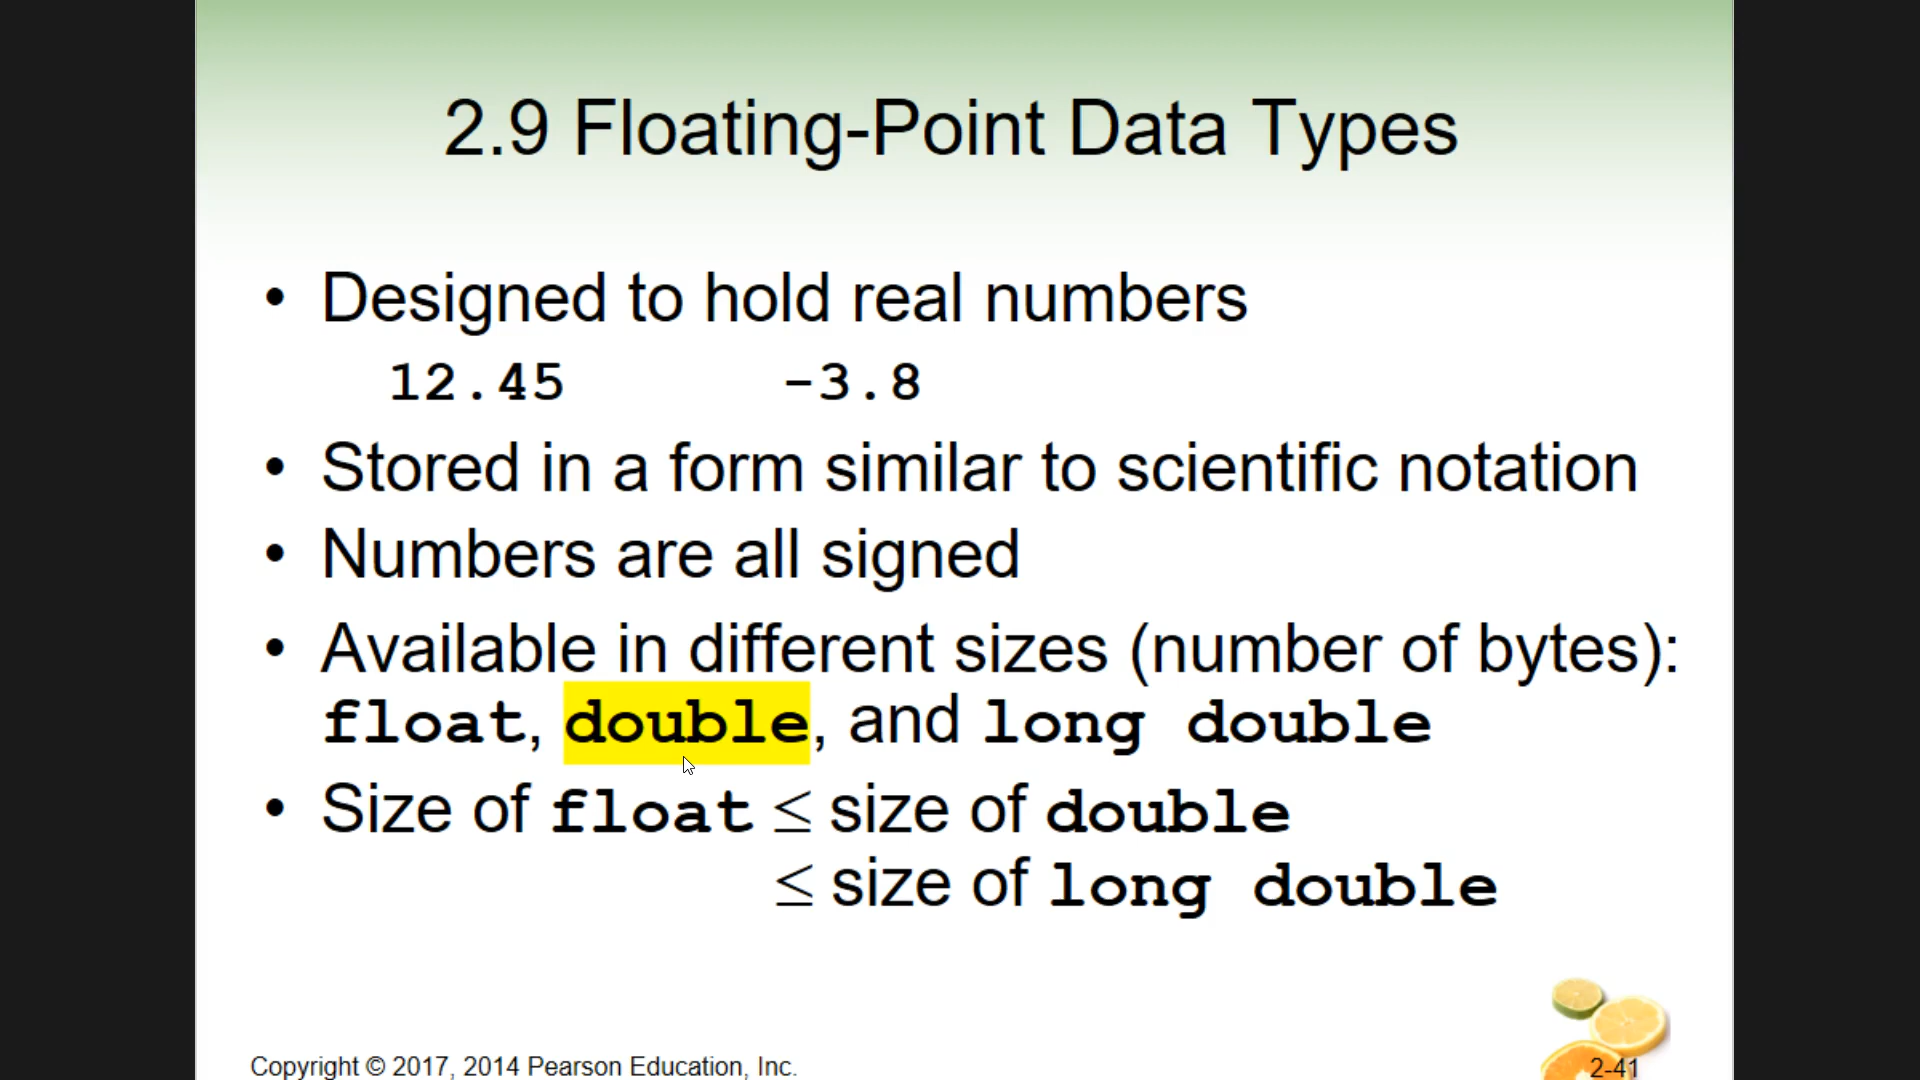 2.9 Floating-Point Data Types
• Designed to hold real numbers
12.45 -3.8
• Stored in a form similar to scientific notation
• Numbers are all signed
• Available in different sizes (number of bytes):
float, double, and long double
• Size of float ≤ size of double
≤ size of long double
Copyright © 2017, 2014 Pearson Education, Inc.
2-41